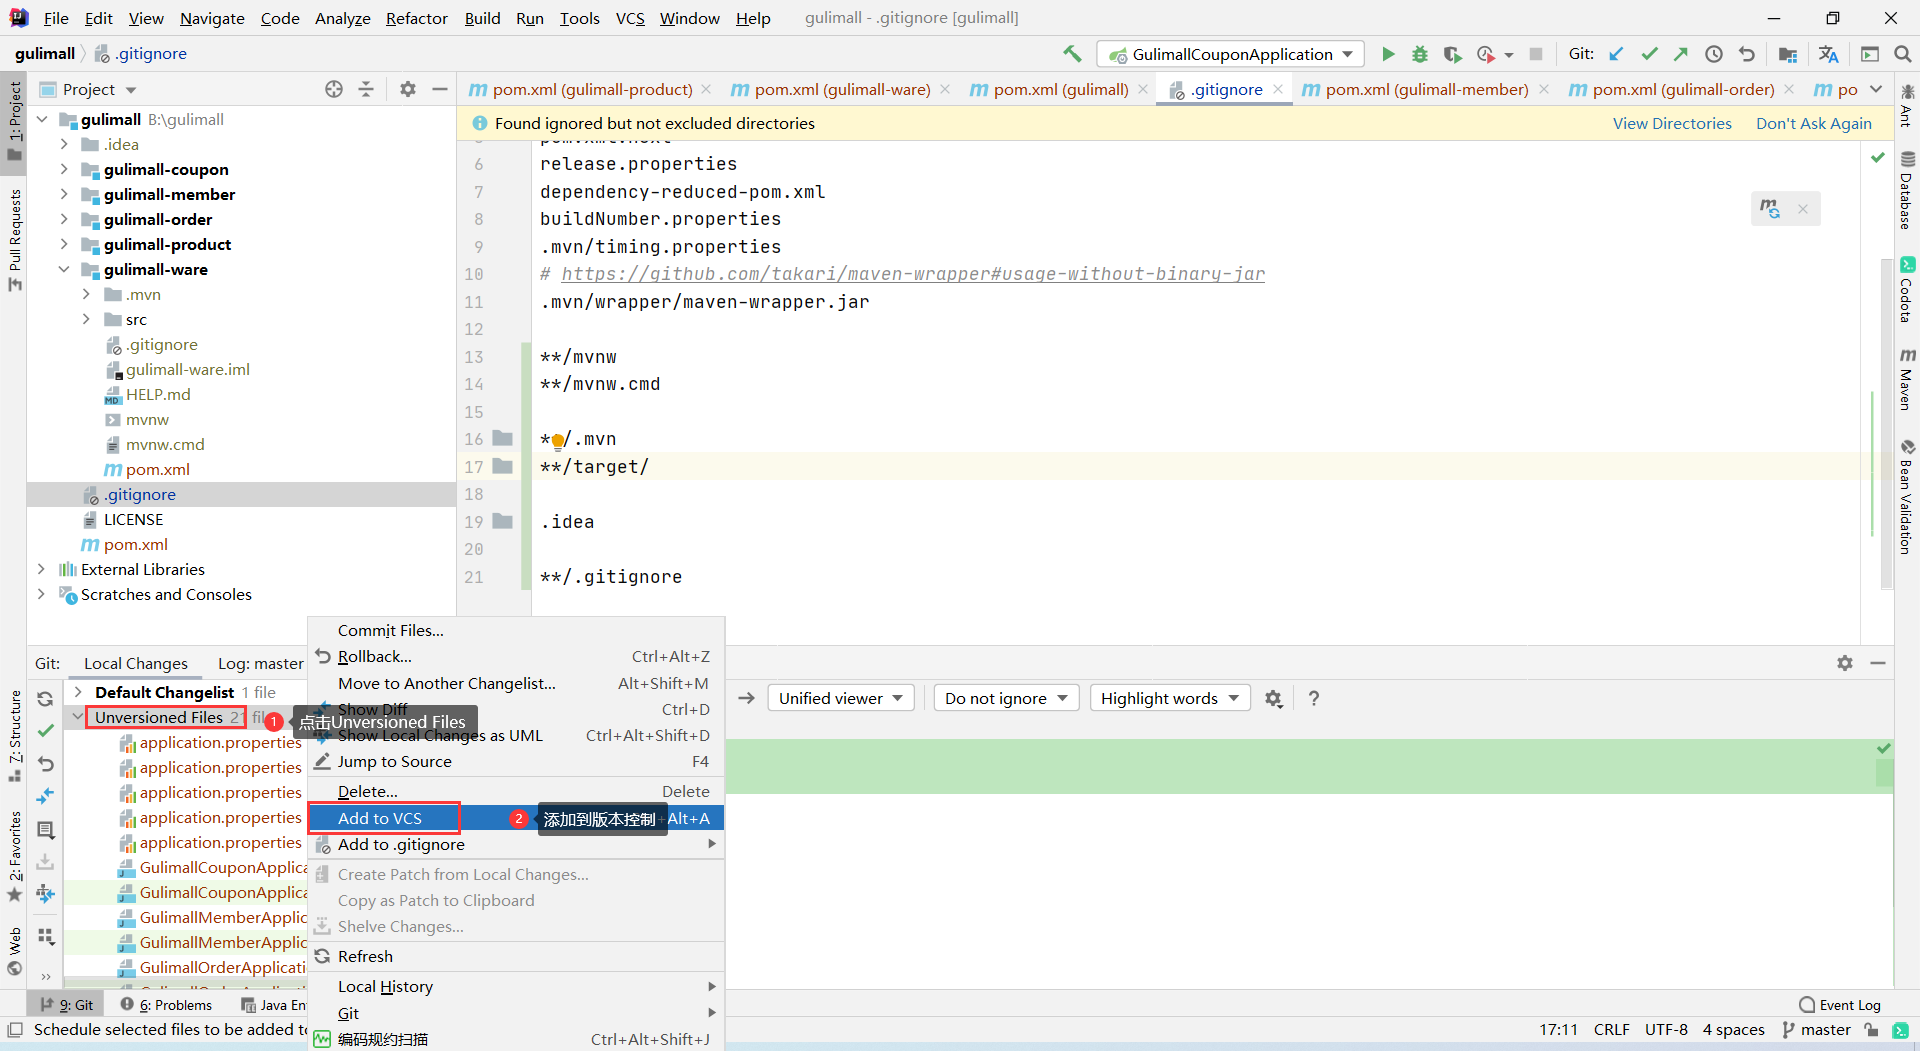 File Edit View Navigate Code Analyze Refactor Build Run Tools VCS Window Help gulimall - .gitignore [gulimall]
gulimall .gitignore GulimallCouponApplication Git:
Project
pom.xml (gulimall-product) pom.xml (gulimall-ware) pom.xml (gulimall) .gitignore pom.xml (gulimall-member) pom.xml (gulimall-order) po
Found ignored but not excluded directories View Directories Don't Ask Again
1: Project
Pull Requests
7: Structure
2: Favorites
Web
gulimall B:\gulimall
.idea
gulimall-coupon
gulimall-member
gulimall-order
gulimall-product
gulimall-ware
.mvn
src
.gitignore
gulimall-ware.iml
HELP.md
mvnw
mvnw.cmd
pom.xml
.gitignore
LICENSE
pom.xml
External Libraries
Scratches and Consoles
6 release.properties
7 dependency-reduced-pom.xml
8 buildNumber.properties
9 .mvn/timing.properties
10 # https://github.com/takari/maven-wrapper#usage-without-binary-jar
11 .mvn/wrapper/maven-wrapper.jar
12
13 **/mvnw
14 **/mvnw.cmd
15
16 **/.mvn
17 **/target/
18
19 .idea
20
21 **/.gitignore
Ant
Database
Codota
Maven
Bean Validation
Git: Local Changes Log: master
Default Changelist 1 file
Unversioned Files 21 fil
1 点击Unversioned Files
application.properties
application.properties
application.properties
application.properties
application.properties
GulimallCouponApplica
GulimallCouponApplica
GulimallMemberApplic
GulimallMemberApplic
GulimallOrderApplicati
Commit Files...
Rollback... Ctrl+Alt+Z
Move to Another Changelist... Alt+Shift+M
Show Diff Ctrl+D
Show Local Changes as UML Ctrl+Alt+Shift+D
Jump to Source F4
Delete... Delete
Add to VCS 2 添加到版本控制 +Alt+A
Add to .gitignore
Create Patch from Local Changes...
Copy as Patch to Clipboard
Shelve Changes...
Refresh
Local History
Git
编码规约扫描 Ctrl+Alt+Shift+J
Unified viewer Do not ignore Highlight words ?
9: Git 6: Problems Java En Event Log
Schedule selected files to be added to 17:11 CRLF UTF-8 4 spaces master